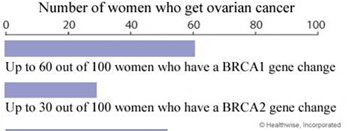 Number of women who get ovarian cancer
0 20 40 60 80 100
Up to 60 out of 100 women who have a BRCA1 gene change
Up to 30 out of 100 women who have a BRCA2 gene change
© Healthwise, Incorporated